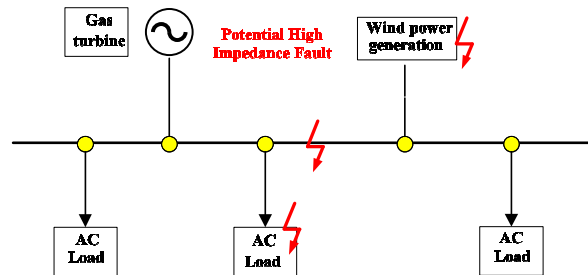 Gas
turbine
Potential High
Impedance Fault
Wind power
generation
AC
Load
AC
Load
AC
Load